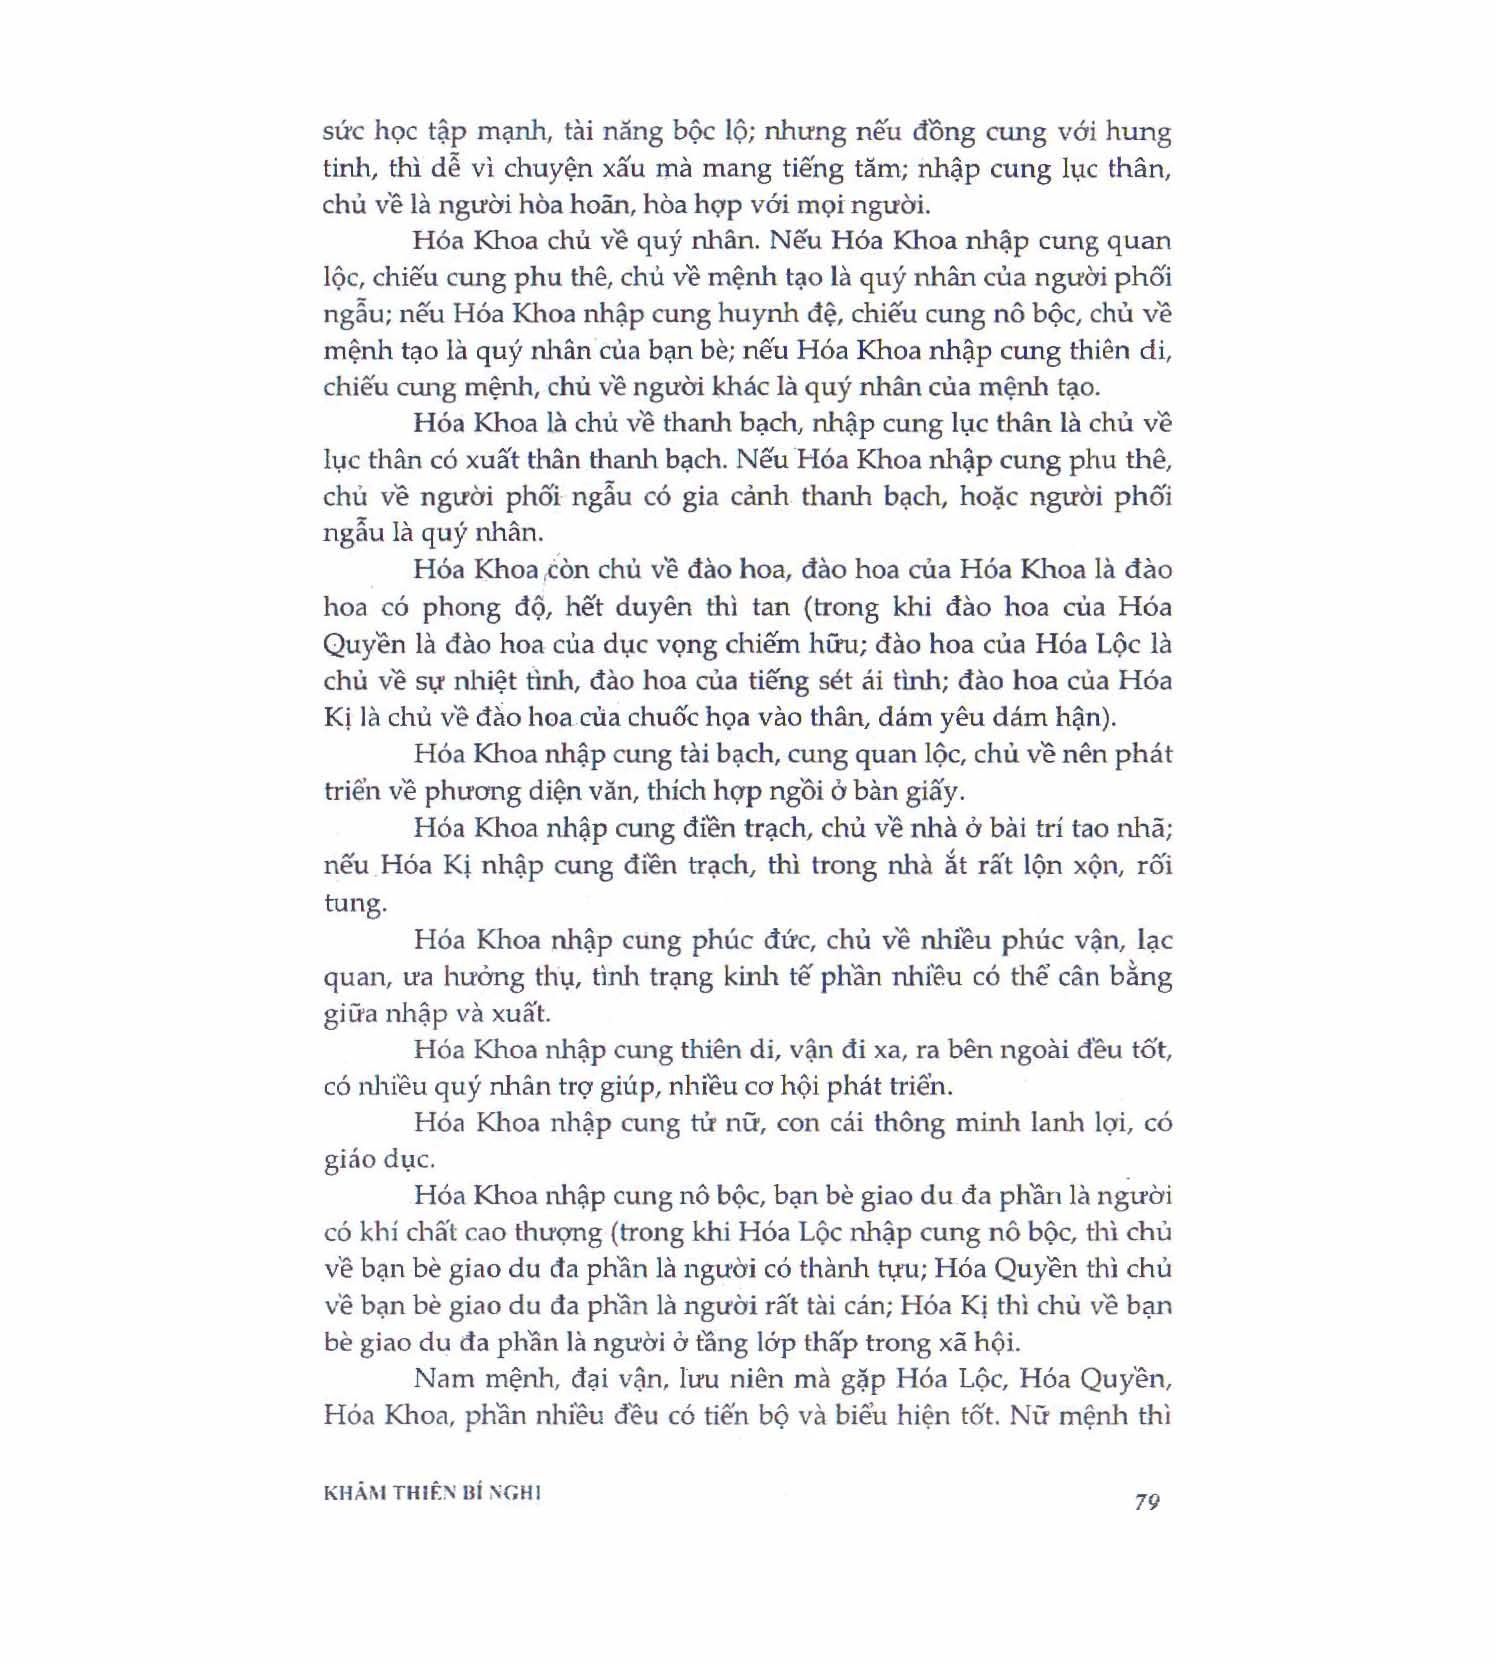 sức học tập mạnh, tài năng bộc lộ; nhưng nếu đồng cung với hung
tinh, thì dễ vì chuyện xấu mà mang tiếng tăm; nhập cung lục thân,
chủ về là người hòa hoãn, hòa hợp với mọi người.
Hóa Khoa chủ về quý nhân. Nếu Hóa Khoa nhập cung quan
lộc, chiếu cung phu thê, chủ về mệnh tạo là quý nhân của người phối
ngẫu; nếu Hóa Khoa nhập cung huynh đệ, chiếu cung nô bộc, chủ về
mệnh tạo là quý nhân của bạn bè; nếu Hóa Khoa nhập cung thiên di,
chiếu cung mệnh, chủ về người khác là quý nhân của mệnh tạo.
Hóa Khoa là chủ về thanh bạch, nhập cung lục thân là chủ về
lục thân có xuất thân thanh bạch. Nếu Hóa Khoa nhập cung phu thê,
chủ về người phối ngẫu có gia cảnh thanh bạch, hoặc người phối
ngẫu là quý nhân.
Hóa Khoa còn chủ về đào hoa, đào hoa của Hóa Khoa là đào
hoa có phong độ, hết duyên thì tan (trong khi đào hoa của Hóa
Quyền là đào hoa của dục vọng chiếm hữu; đào hoa của Hóa Lộc là
chủ về sự nhiệt tình, đào hoa của tiếng sét ái tình; đào hoa của Hóa
Kị là chủ về đào hoa của chuốc họa vào thân, dám yêu dám hận).
Hóa Khoa nhập cung tài bạch, cung quan lộc, chủ về nên phát
triển về phương diện văn, thích hợp ngồi ở bàn giấy.
Hóa Khoa nhập cung điền trạch, chủ về nhà ở bài trí tao nhã;
nếu Hóa Kị nhập cung điền trạch, thì trong nhà ắt rất lộn xộn, rối
tung.
Hóa Khoa nhập cung phúc đức, chủ về nhiều phúc vận, lạc
quan, ưa hưởng thụ, tình trạng kinh tế phần nhiều có thể cân bằng
giữa nhập và xuất.
Hóa Khoa nhập cung thiên di, vận đi xa, ra bên ngoài đều tốt,
có nhiều quý nhân trợ giúp, nhiều cơ hội phát triển.
Hóa Khoa nhập cung tử nữ, con cái thông minh lanh lợi, có
giáo dục.
Hóa Khoa nhập cung nô bộc, bạn bè giao du đa phần là người
có khí chất cao thượng (trong khi Hóa Lộc nhập cung nô bộc, thì chủ
về bạn bè giao du đa phần là người có thành tựu; Hóa Quyền thì chủ
về bạn bè giao du đa phần là người rất tài cán; Hóa Kị thì chủ về bạn
bè giao du đa phần là người ở tầng lớp thấp trong xã hội.
Nam mệnh, đại vận, lưu niên mà gặp Hóa Lộc, Hóa Quyền,
Hóa Khoa, phần nhiều đều có tiến bộ và biểu hiện tốt. Nữ mệnh thì
KHÂM THIÊN BÍ NGHI
79